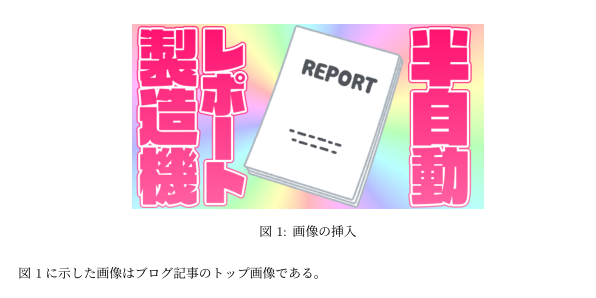 半自動
レポート
製造機
REPORT
図 1: 画像の挿入
図 1 に示した画像はブログ記事のトップ画像である。